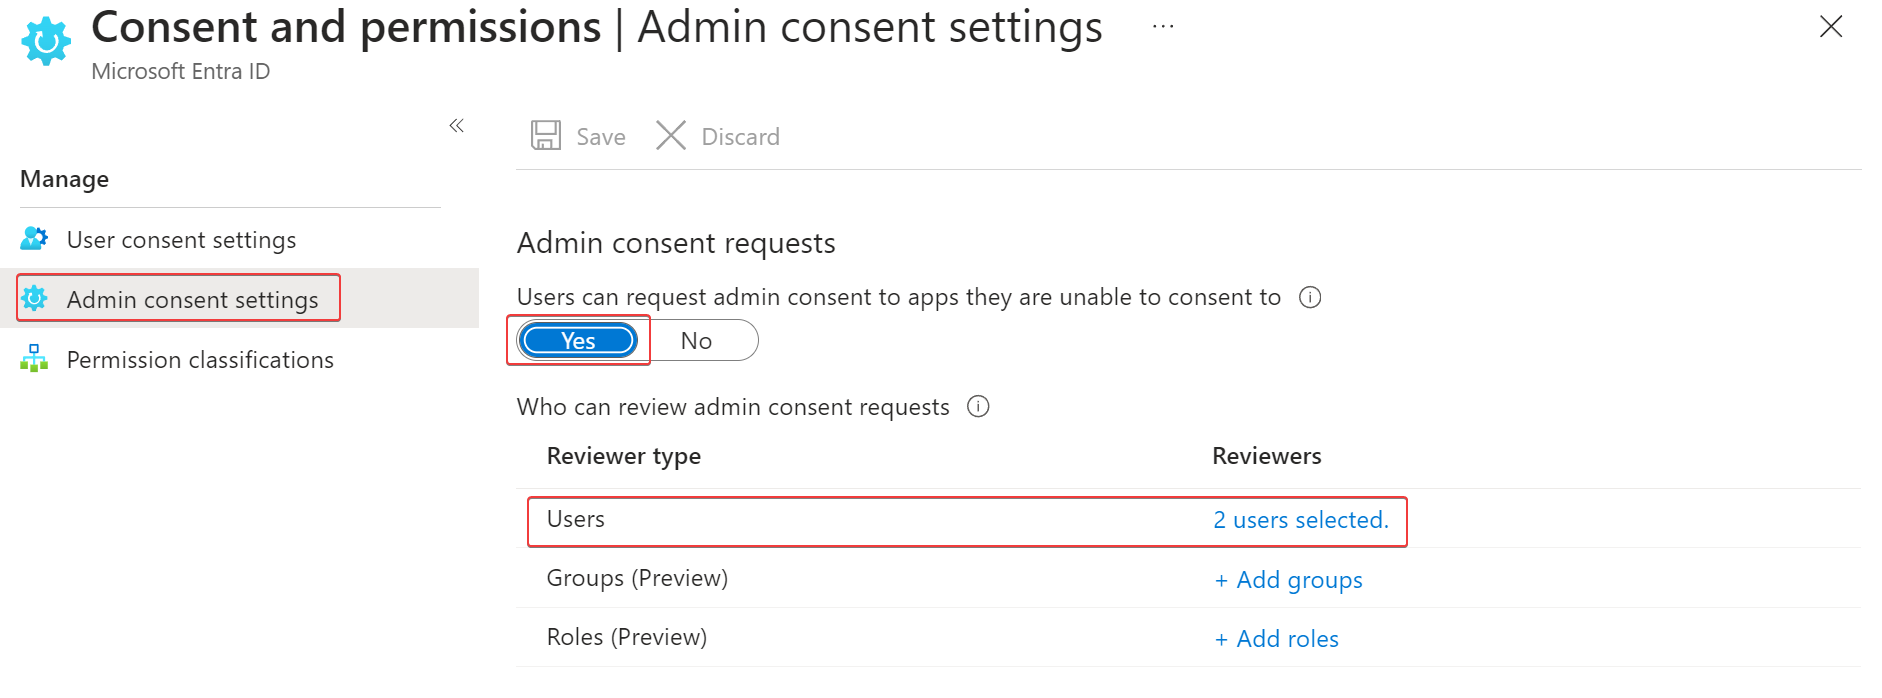 Consent and permissions | Admin consent settings ...
Microsoft Entra ID
«
Manage
User consent settings
Admin consent settings
Permission classifications
Save Discard
Admin consent requests
Users can request admin consent to apps they are unable to consent to
Yes No
Who can review admin consent requests
Reviewer type Reviewers
Users 2 users selected.
Groups (Preview) + Add groups
Roles (Preview) + Add roles